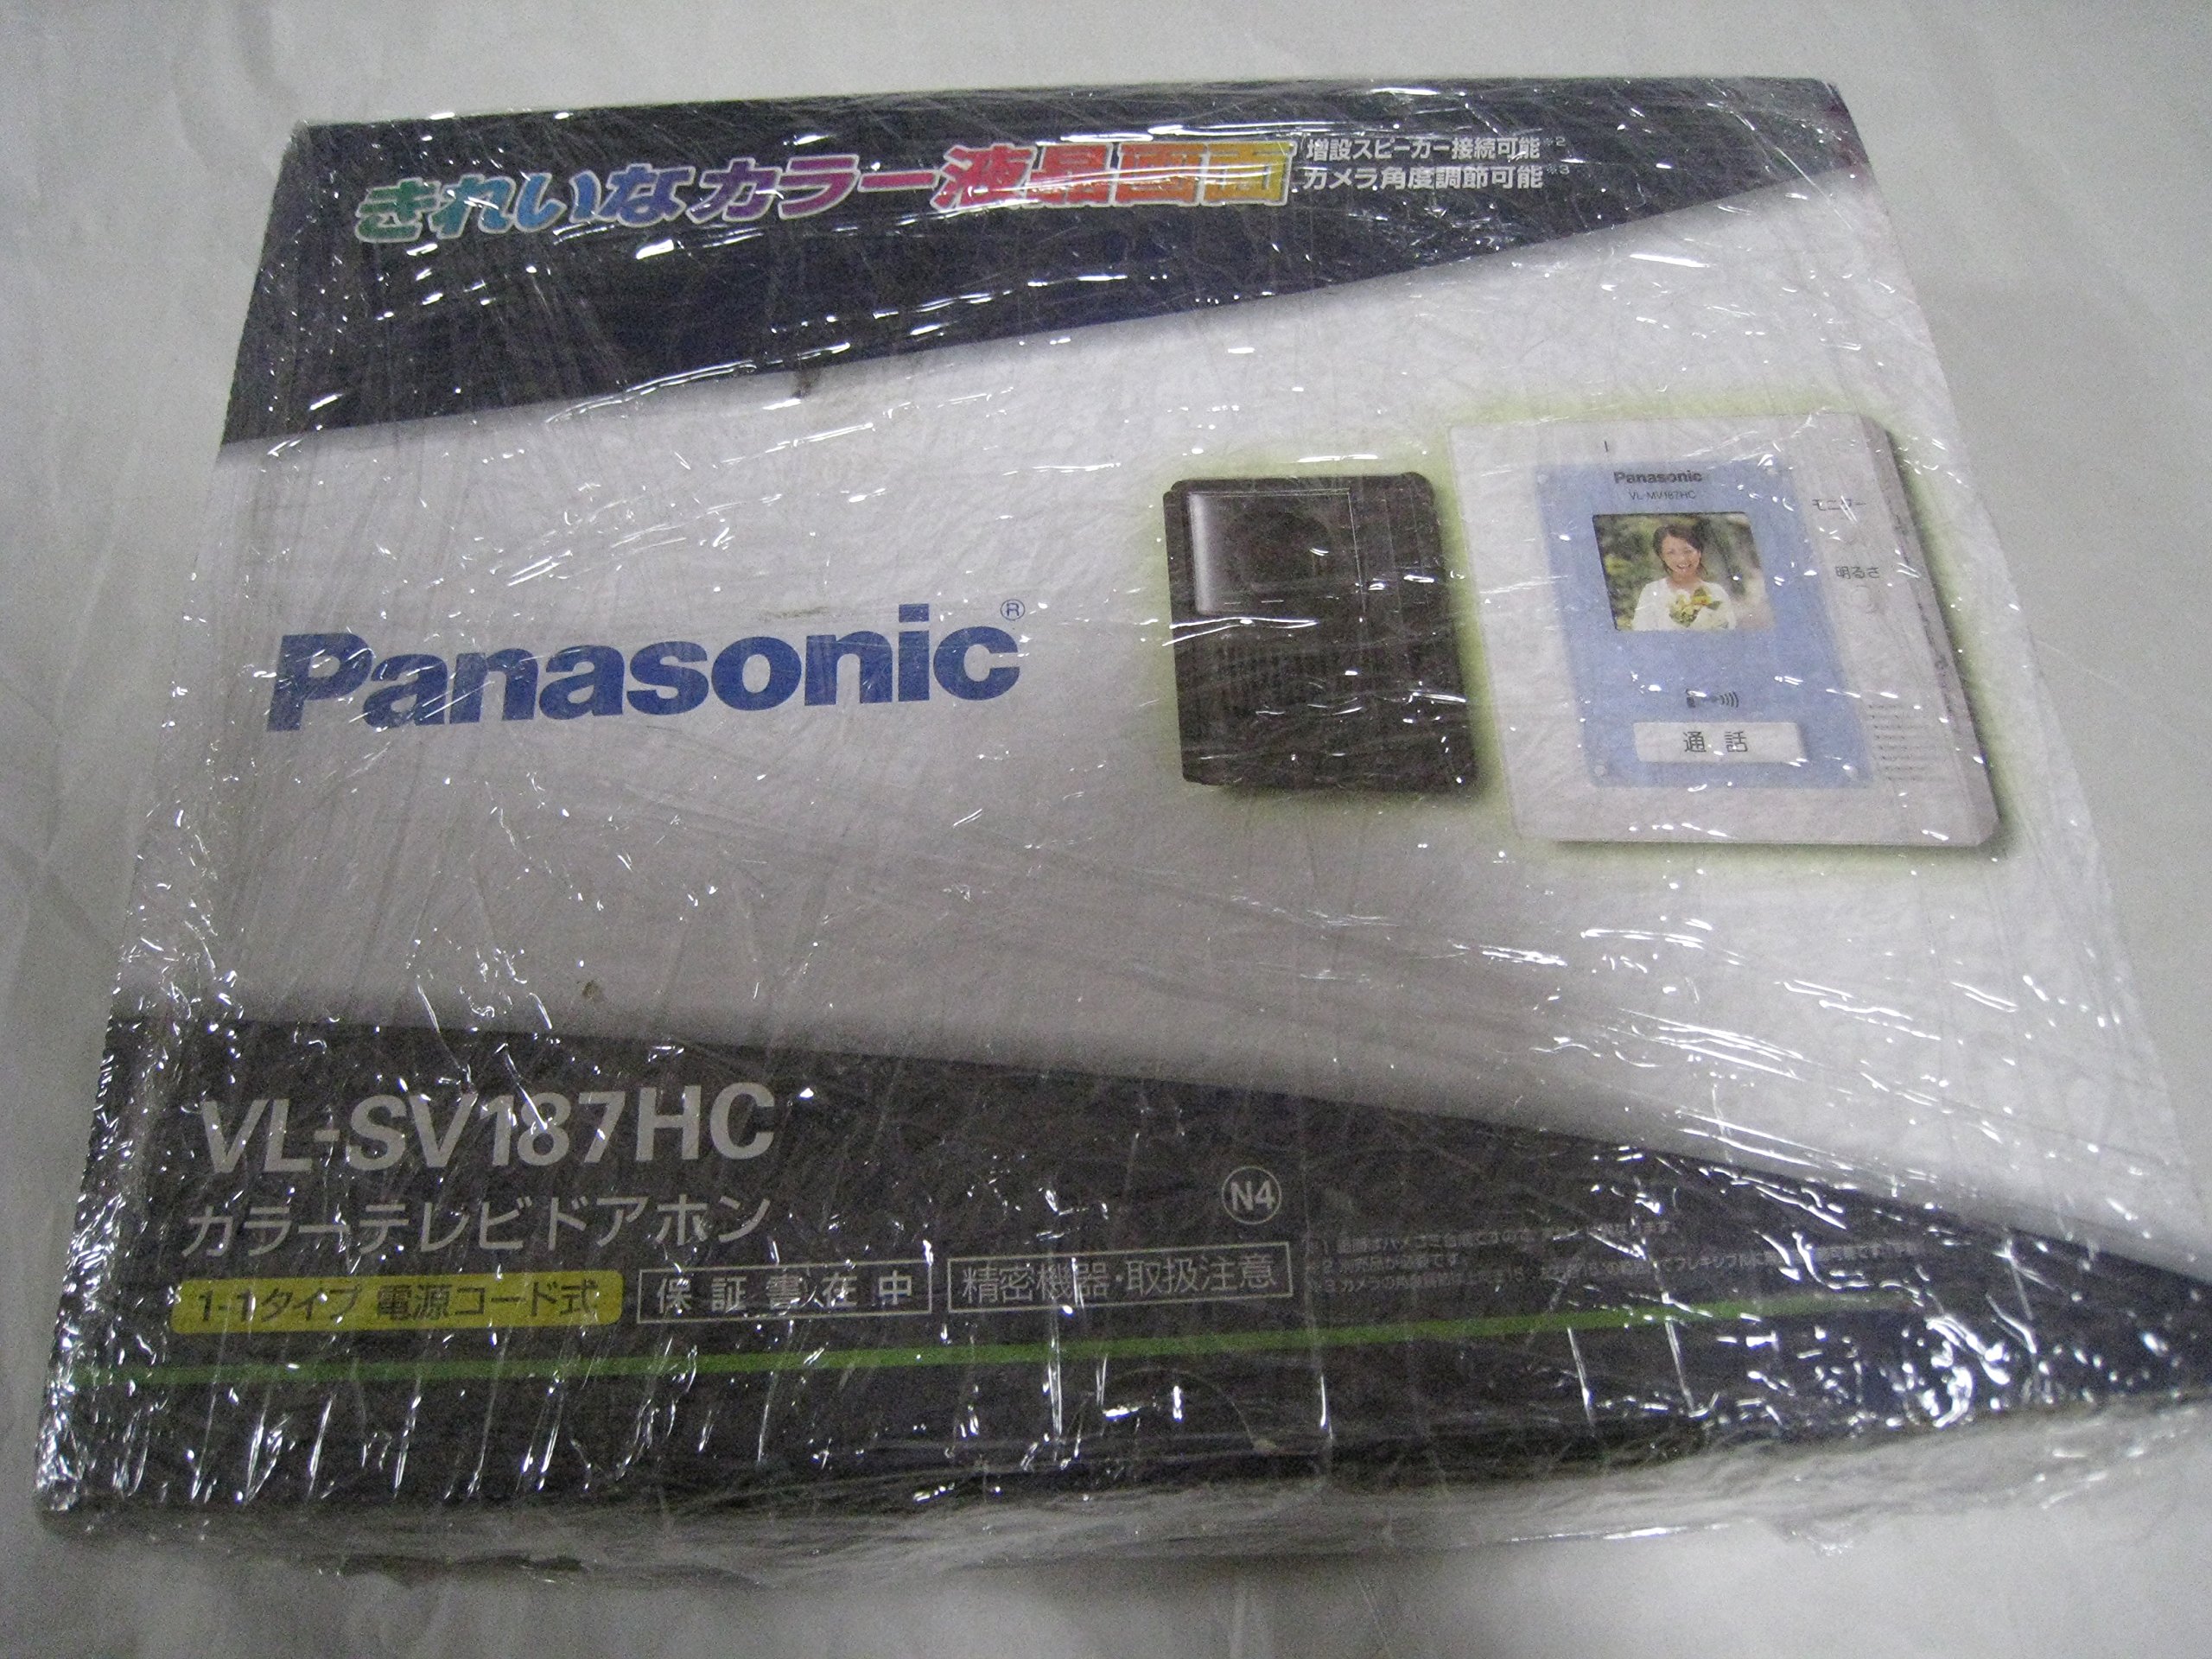 きれいなカラー液晶画面
増設スピーカー接続可能※2
カメラ角度調節可能※3
Panasonic
VL-MV187HC
モニター
明るさ
通話
Panasonic®
VL-SV187HC
カラーテレビドアホン
N4
1-1タイプ 電源コード式
保証書在中
精密機器・取扱注意